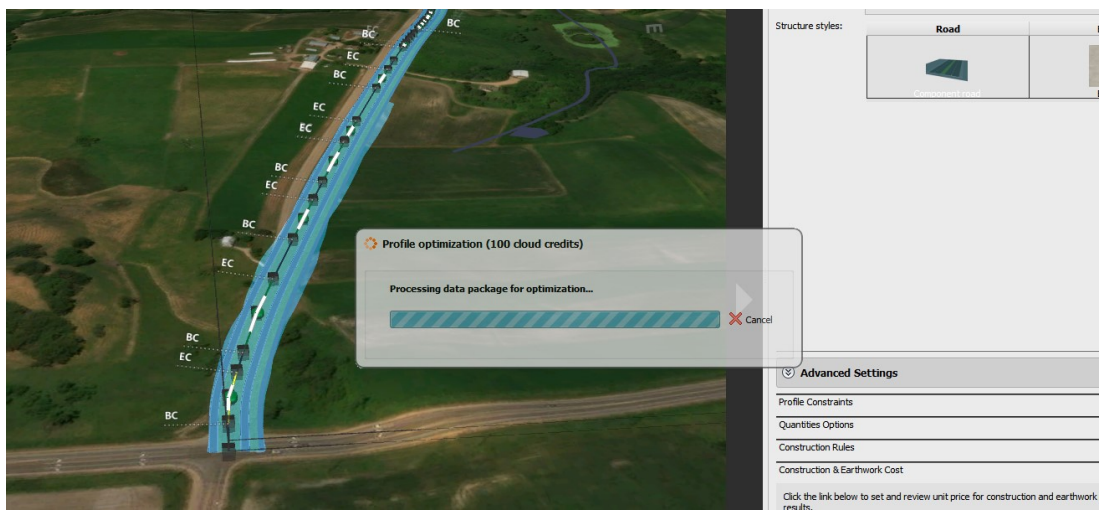 BC
BC
EC
BC
EC
EC
BC
EC
BC
EC
BC
EC
BC
Structure styles:
Road
Component road
Profile optimization (100 cloud credits)
Processing data package for optimization...
Cancel
Advanced Settings
Profile Constraints
Quantities Options
Construction Rules
Construction & Earthwork Cost
Click the link below to set and review unit price for construction and earthwork
results.